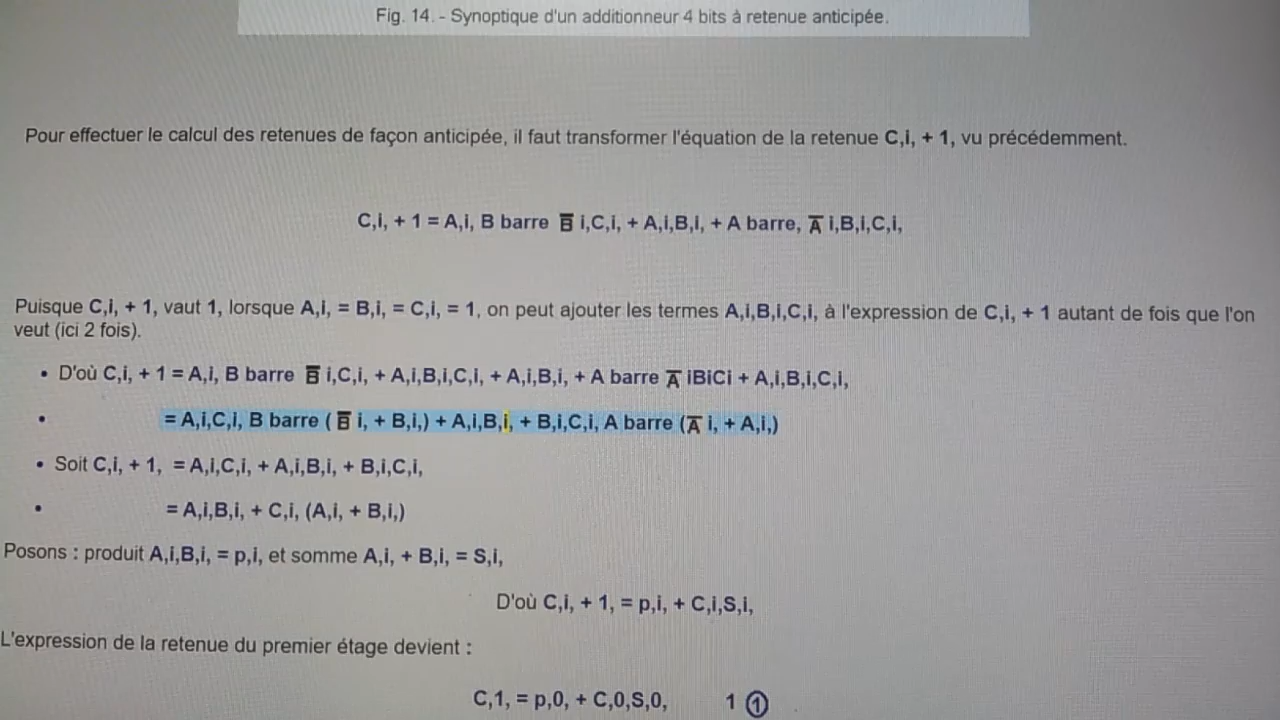 Fig. 14. - Synoptique d'un additionneur 4 bits à retenue anticipée.
Pour effectuer le calcul des retenues de façon anticipée, il faut transformer l'équation de la retenue C,i, + 1, vu précédemment.
C,i, + 1 = A,i, B barre B̅ i,C,i, + A,i,B,i, + A barre, A̅ i,B,i,C,i,
Puisque C,i, + 1, vaut 1, lorsque A,i, = B,i, = C,i, = 1, on peut ajouter les termes A,i,B,i,C,i, à l'expression de C,i, + 1 autant de fois que l'on
veut (ici 2 fois).
• D'où C,i, + 1 = A,i, B barre B̅ i,C,i, + A,i,B,i,C,i, + A,i,B,i, + A barre A̅ iBiCi + A,i,B,i,C,i,
• = A,i,C,i, B barre ( B̅ i, + B,i,) + A,i,B,i, + B,i,C,i, A barre (A̅ i, + A,i,)
• Soit C,i, + 1, = A,i,C,i, + A,i,B,i, + B,i,C,i,
• = A,i,B,i, + C,i, (A,i, + B,i,)
Posons : produit A,i,B,i, = p,i, et somme A,i, + B,i, = S,i,
D'où C,i, + 1, = p,i, + C,i,S,i,
L'expression de la retenue du premier étage devient :
C,1, = p,0, + C,0,S,0, 1 ①